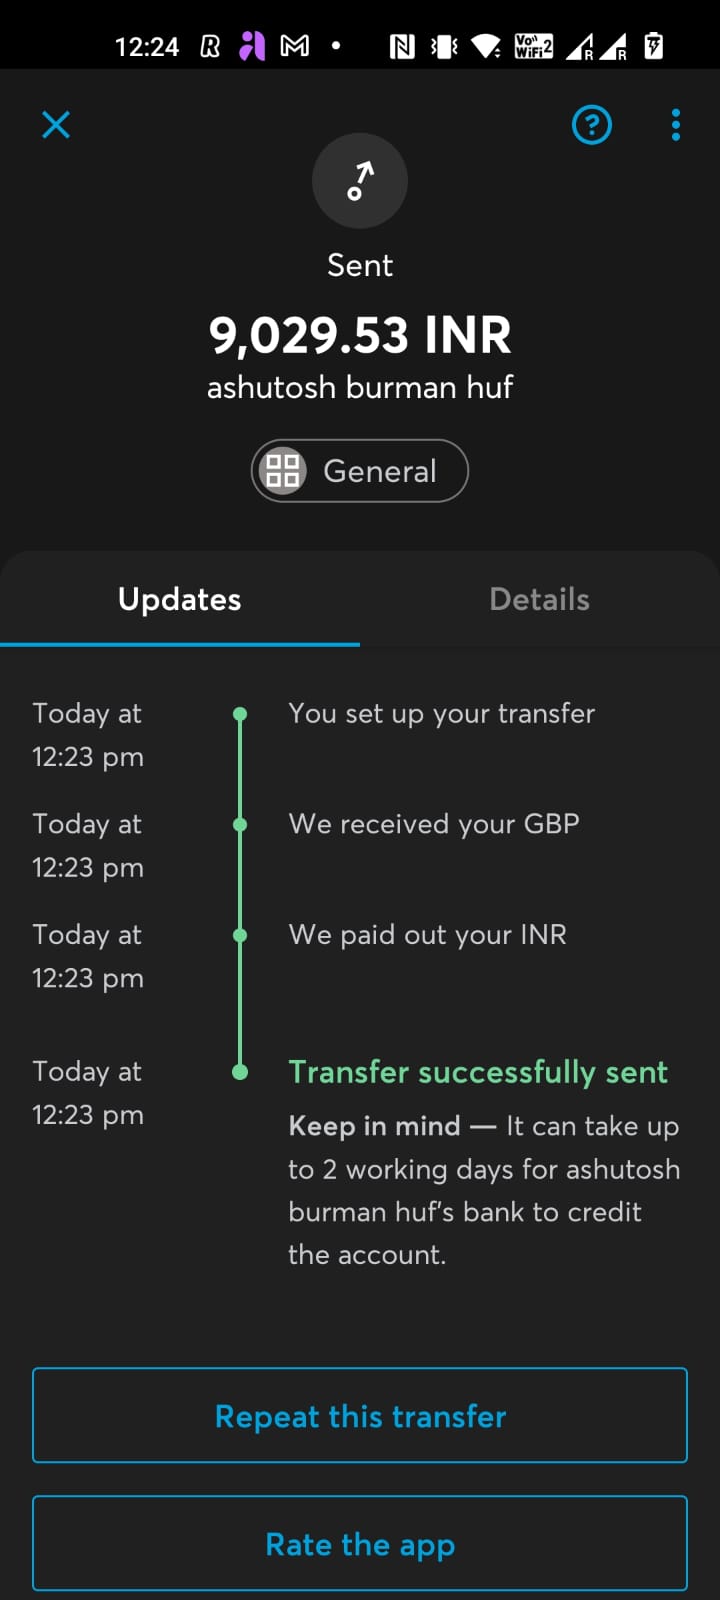 12:24
Vo))
WiFi2
R
R
Sent
9,029.53 INR
ashutosh burman huf
General
Updates
Details
Today at
12:23 pm
You set up your transfer
Today at
12:23 pm
We received your GBP
Today at
12:23 pm
We paid out your INR
Today at
12:23 pm
Transfer successfully sent
Keep in mind — It can take up
to 2 working days for ashutosh
burman huf's bank to credit
the account.
Repeat this transfer
Rate the app